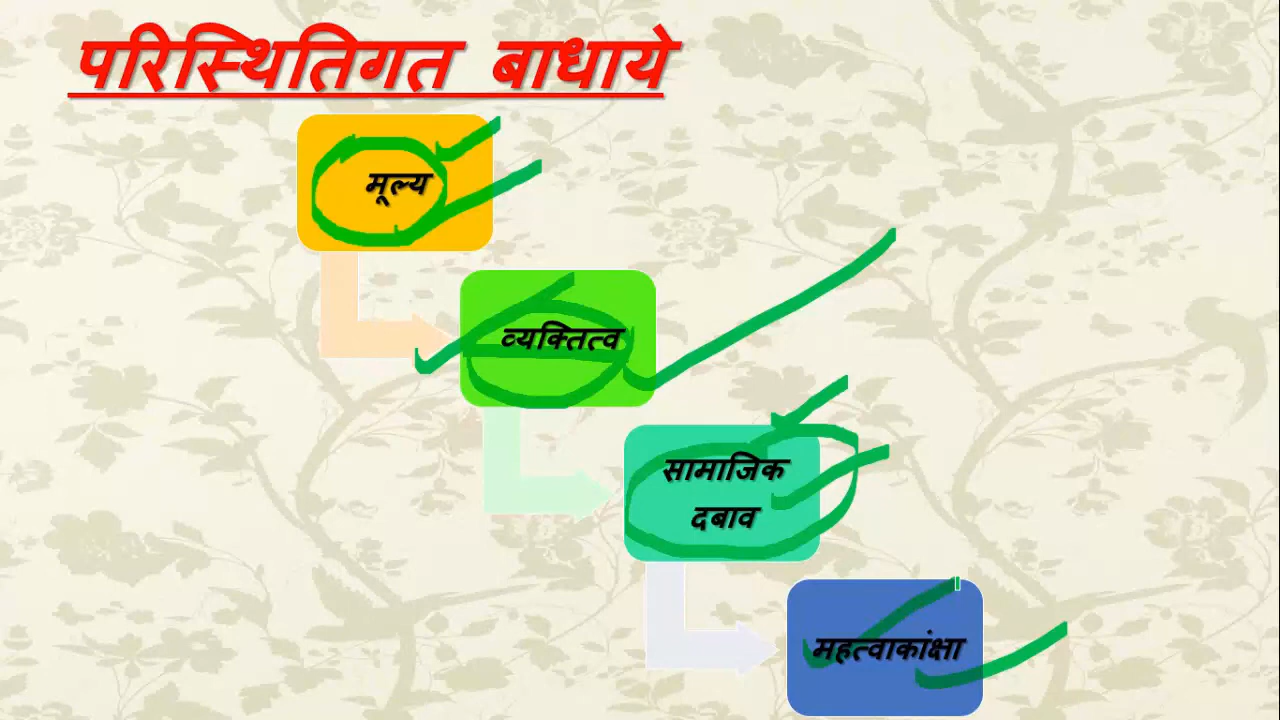 परिस्थितिगत बाधाये
मूल्य
व्यक्तित्व
सामाजिक
दबाव
महत्वाकांक्षा